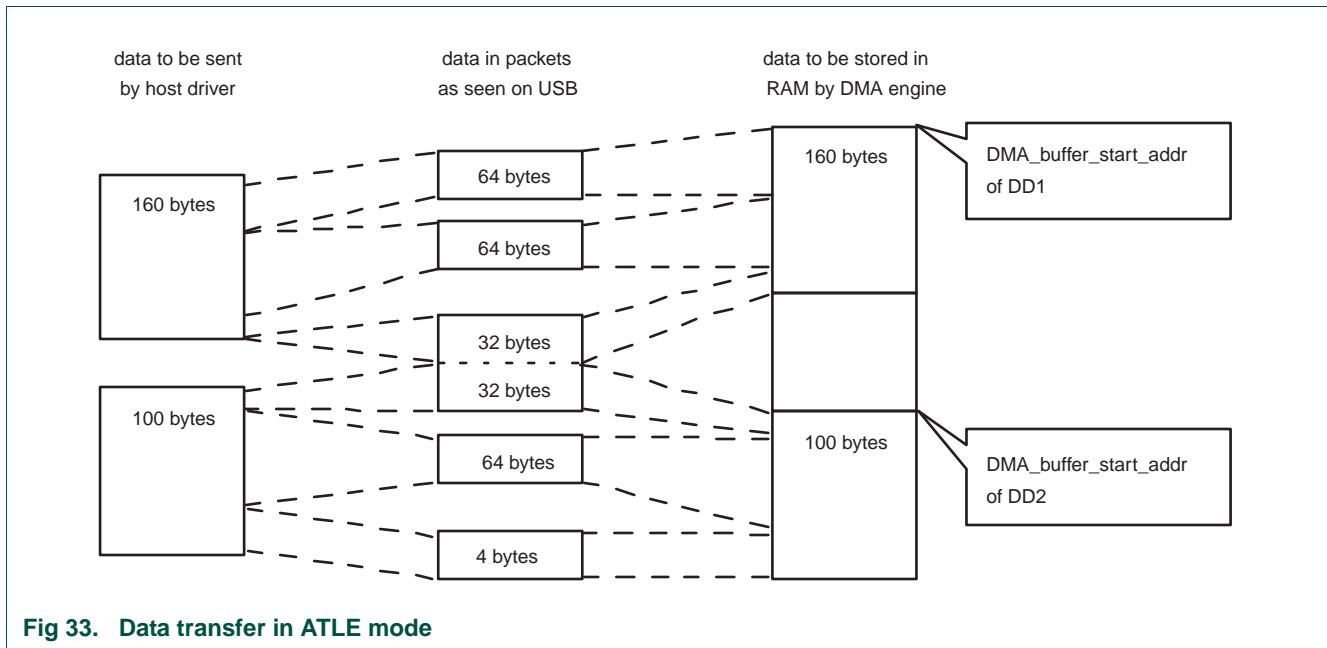 data to be sent
by host driver
data in packets
as seen on USB
data to be stored in
RAM by DMA engine
160 bytes
100 bytes
64 bytes
64 bytes
32 bytes
32 bytes
64 bytes
4 bytes
160 bytes
100 bytes
DMA_buffer_start_addr
of DD1
DMA_buffer_start_addr
of DD2
Fig 33. Data transfer in ATLE mode